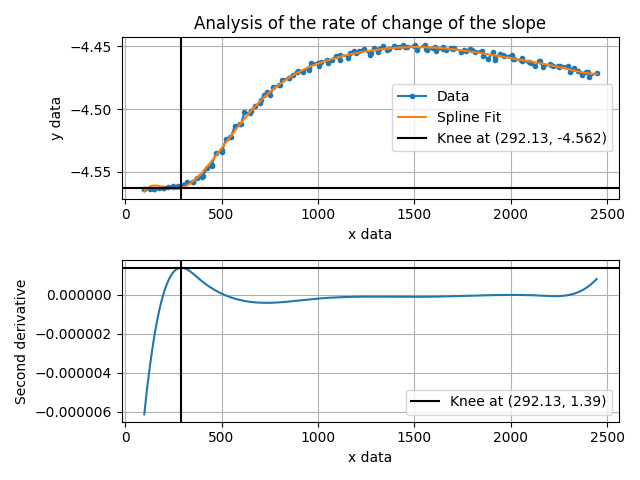 Analysis of the rate of change of the slope
−4.45
−4.50
−4.55
y data
Data
Spline Fit
Knee at (292.13, -4.562)
0 500 1000 1500 2000 2500
x data
0.000000
−0.000002
−0.000004
−0.000006
Second derivative
Knee at (292.13, 1.39)
0 500 1000 1500 2000 2500
x data